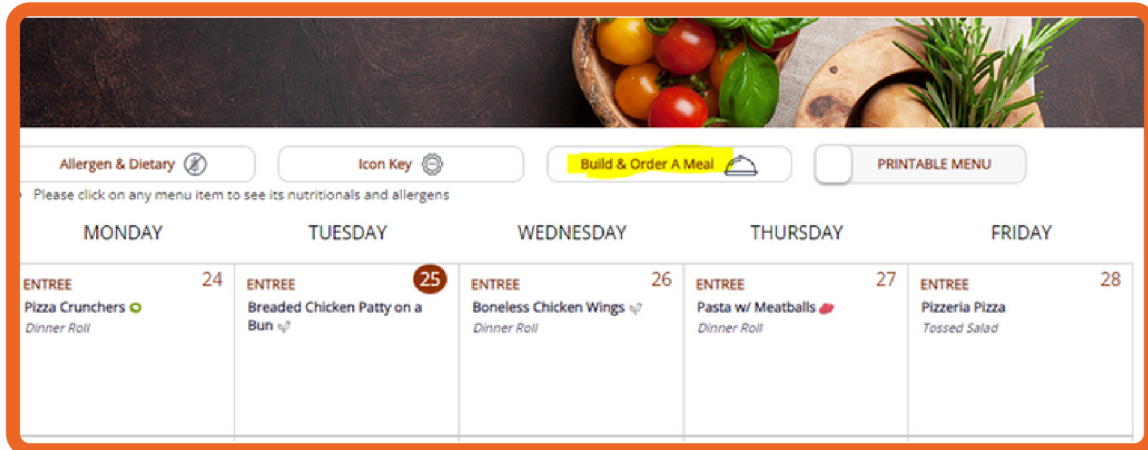 Allergen & Dietary
Icon Key
Build & Order A Meal
PRINTABLE MENU
Please click on any menu item to see its nutritionals and allergens
MONDAY
TUESDAY
WEDNESDAY
THURSDAY
FRIDAY
24
ENTREE
Pizza Crunchers
Dinner Roll
25
ENTREE
Breaded Chicken Patty on a
Bun
26
ENTREE
Boneless Chicken Wings
Dinner Roll
27
ENTREE
Pasta w/ Meatballs
Dinner Roll
28
ENTREE
Pizzeria Pizza
Tossed Salad